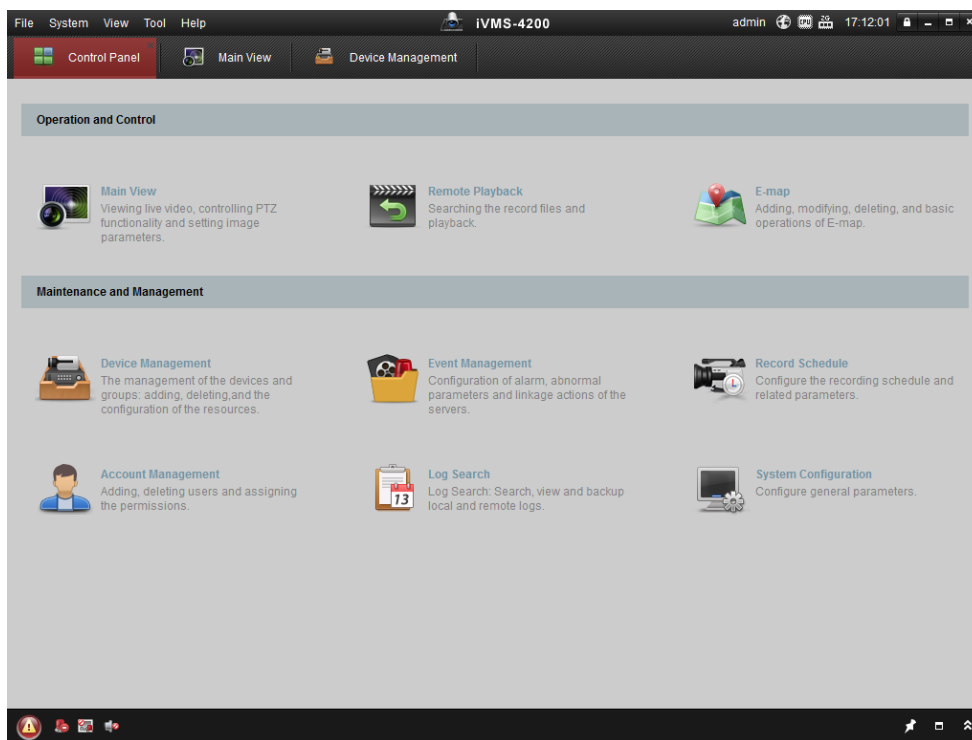 File System View Tool Help iVMS-4200 admin 17:12:01
Control Panel Main View Device Management
Operation and Control
Main View
Viewing live video, controlling PTZ
functionality and setting image
parameters.
Remote Playback
Searching the record files and
playback.
E-map
Adding, modifying, deleting, and basic
operations of E-map.
Maintenance and Management
Device Management
The management of the devices and
groups: adding, deleting,and the
configuration of the resources.
Event Management
Configuration of alarm, abnormal
parameters and linkage actions of the
servers.
Record Schedule
Configure the recording schedule and
related parameters.
Account Management
Adding, deleting users and assigning
the permissions.
13
Log Search
Log Search: Search, view and backup
local and remote logs.
System Configuration
Configure general parameters.